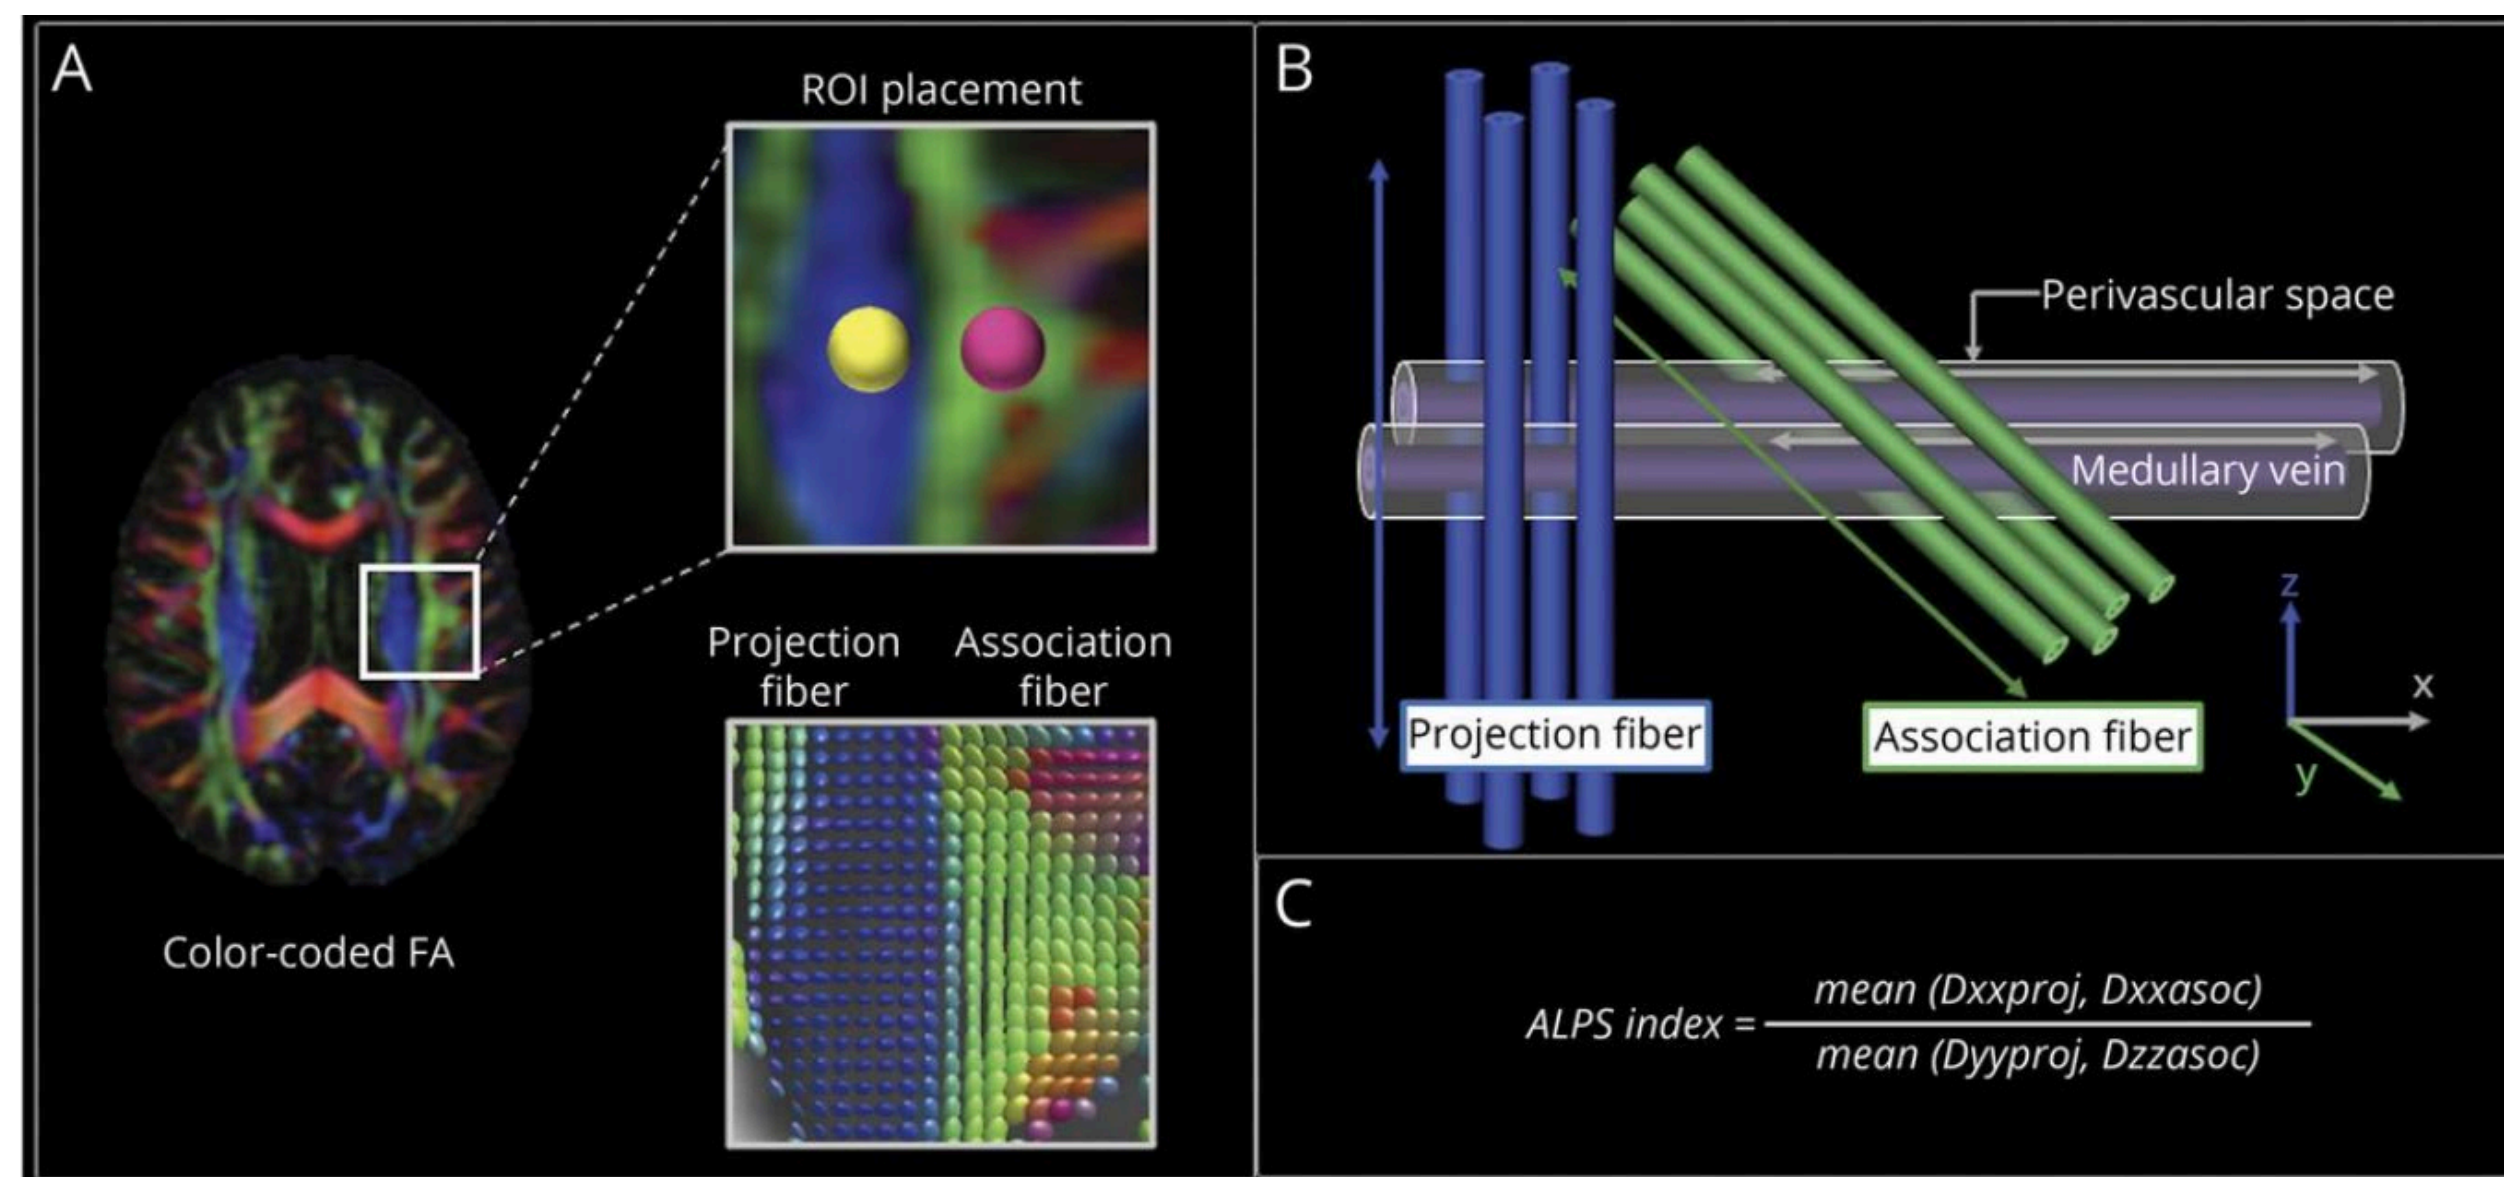 A
ROI placement
Projection
fiber
Association
fiber
Color-coded FA
B
Perivascular space
Medullary vein
Projection fiber
Association fiber
z
x
y
C
ALPS index = mean (Dxxproj, Dxxasoc)
mean (Dyyproj, Dzzasoc)